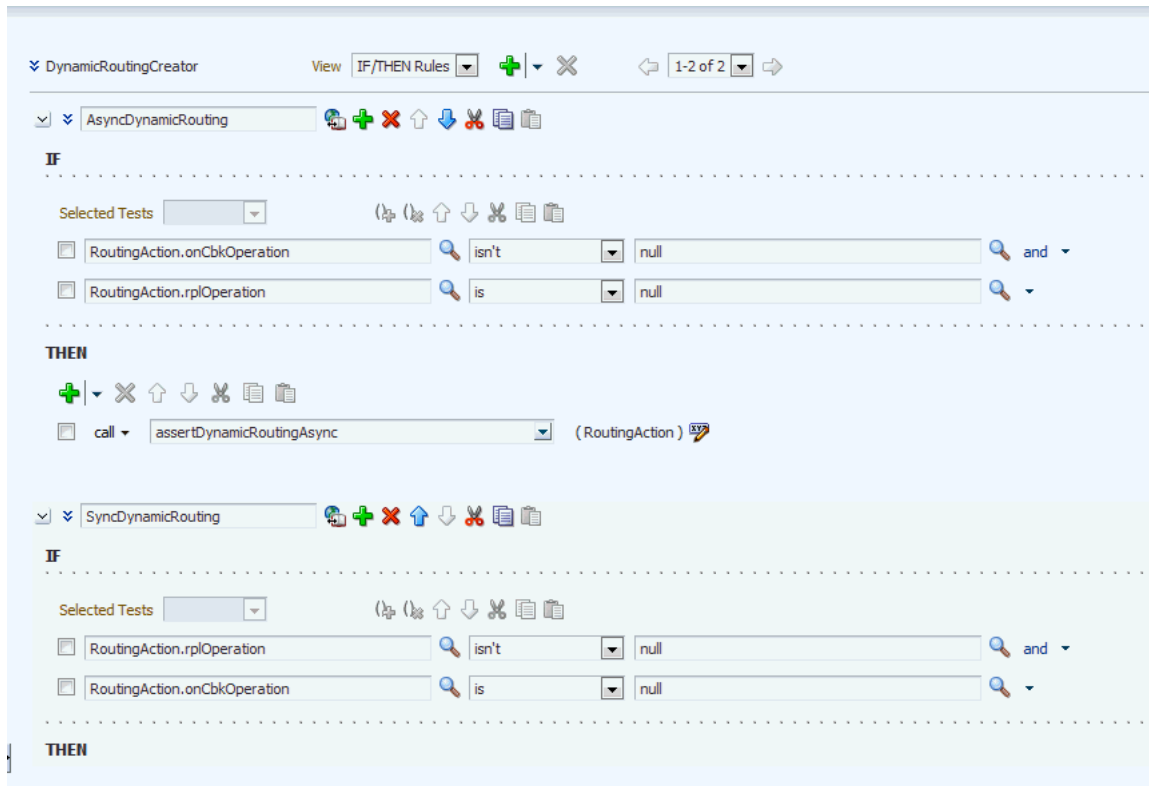 DynamicRoutingCreator View IF/THEN Rules 1-2 of 2
AsyncDynamicRouting
IF
Selected Tests
RoutingAction.onCbkOperation isn't null and
RoutingAction.rplOperation is null
THEN
call assertDynamicRoutingAsync ( RoutingAction )
SyncDynamicRouting
IF
Selected Tests
RoutingAction.rplOperation isn't null and
RoutingAction.onCbkOperation is null
THEN